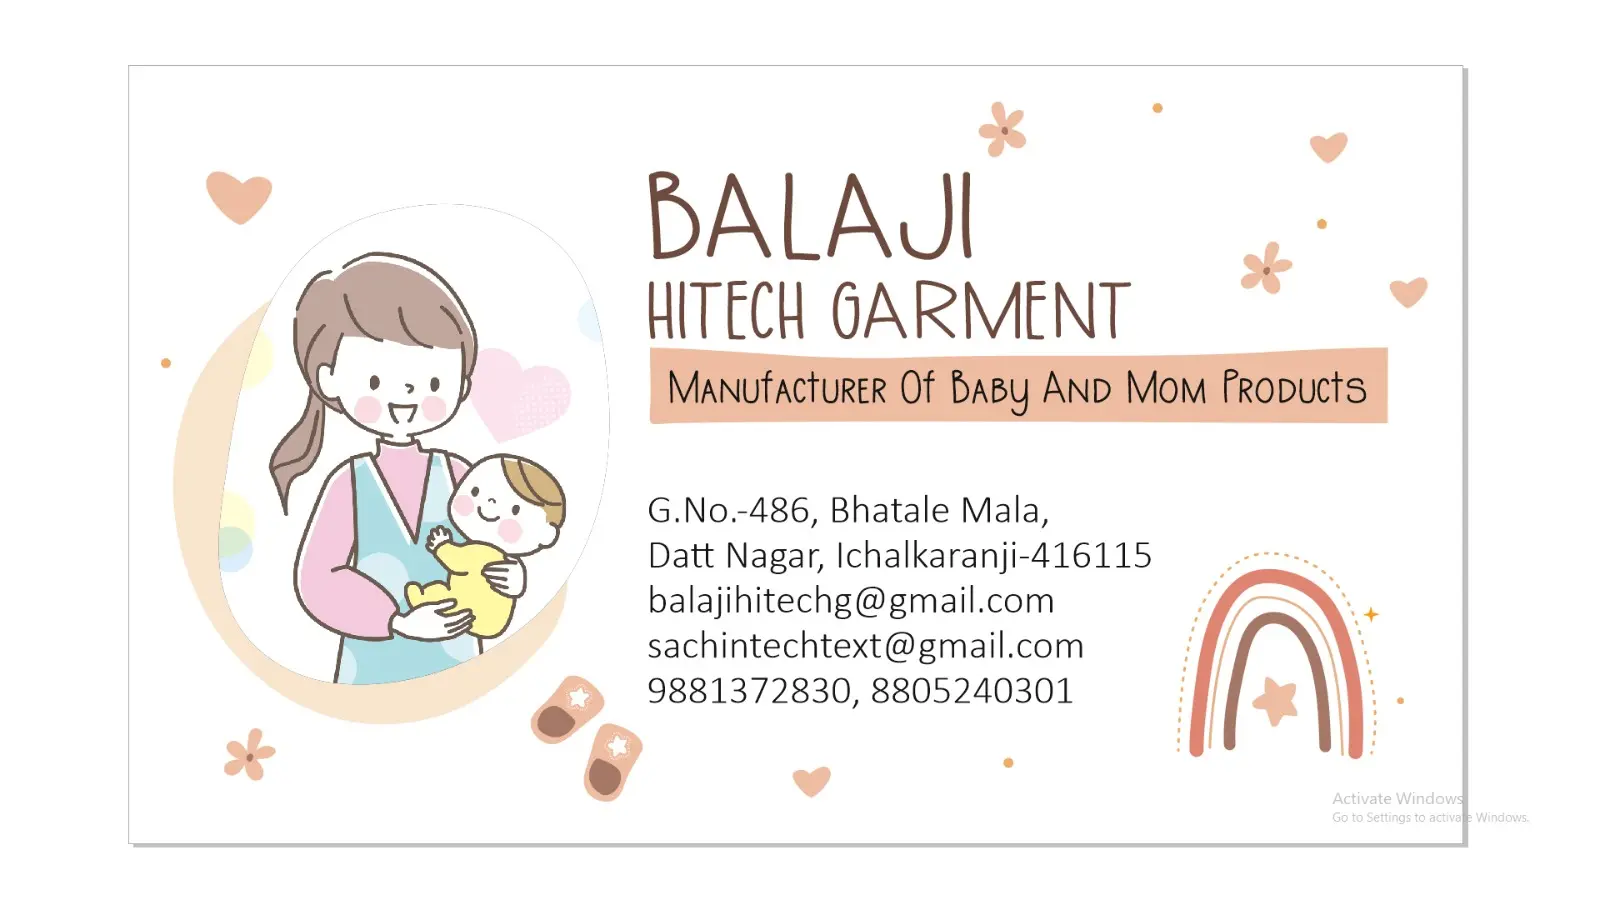 BALAJI
HITECH GARMENT
Manufacturer Of Baby And Mom Products
G.No.-486, Bhatale Mala,
Datt Nagar, Ichalkaranji-416115
balajihitechg@gmail.com
sachintechtext@gmail.com
9881372830, 8805240301
Activate Windows
Go to Settings to activate Windows.